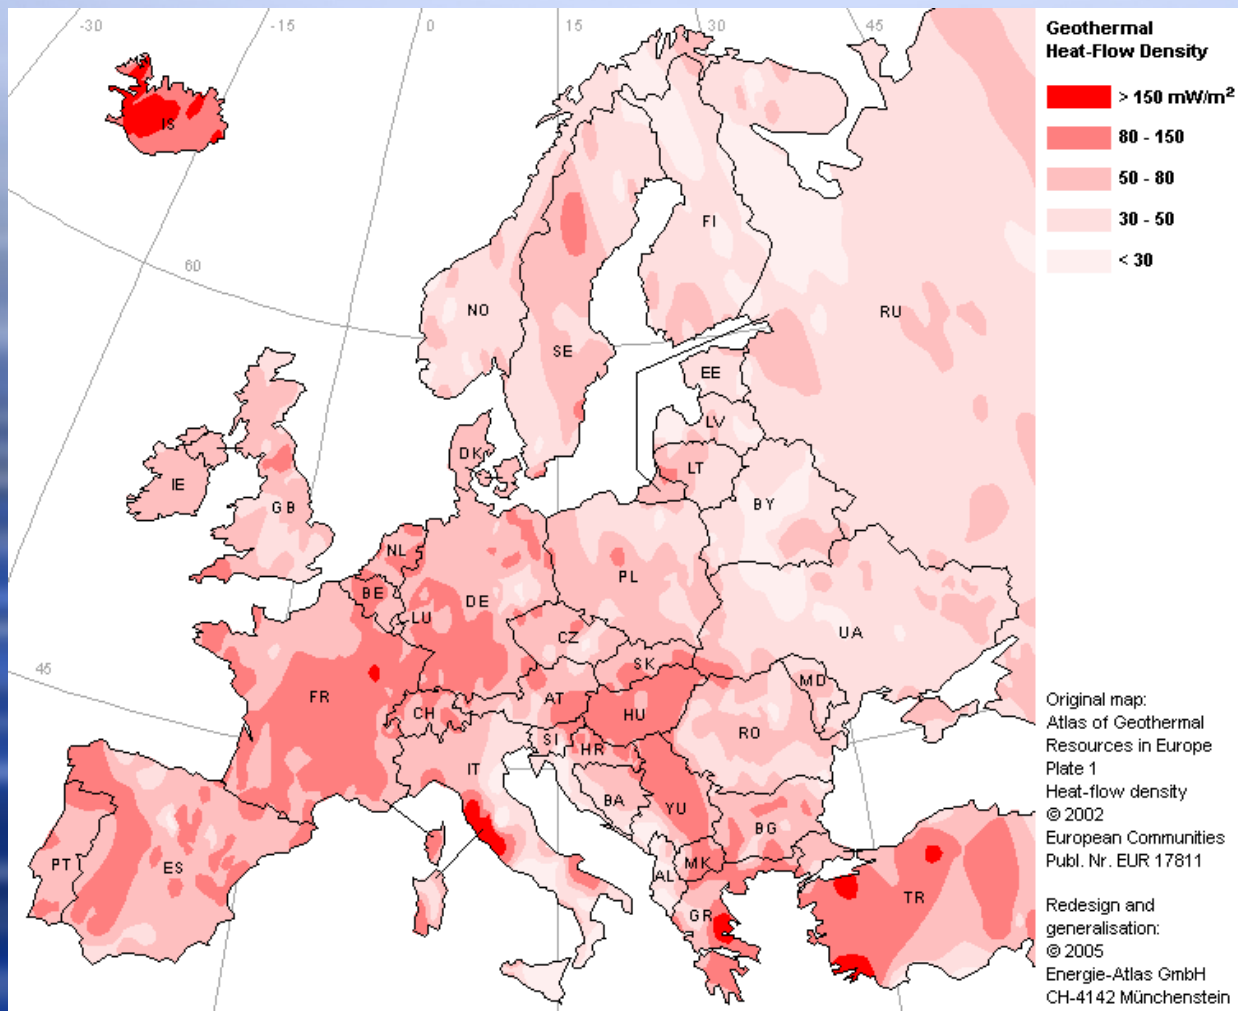 -30
-15
0
15
30
45
60
45
IS
NO
SE
FI
RU
EE
LV
LT
DK
IE
GB
BY
NL
BE
LU
DE
PL
CZ
UA
SK
FR
CH
AT
HU
MD
RO
SI
HR
IT
BA
YU
BG
MK
AL
GR
TR
PT
ES
Geothermal
Heat-Flow Density
> 150 mW/m²
80 - 150
50 - 80
30 - 50
< 30
Original map:
Atlas of Geothermal
Resources in Europe
Plate 1
Heat-flow density
© 2002
European Communities
Publ. Nr. EUR 17811
Redesign and
generalisation:
© 2005
Energie-Atlas GmbH
CH-4142 Münchenstein